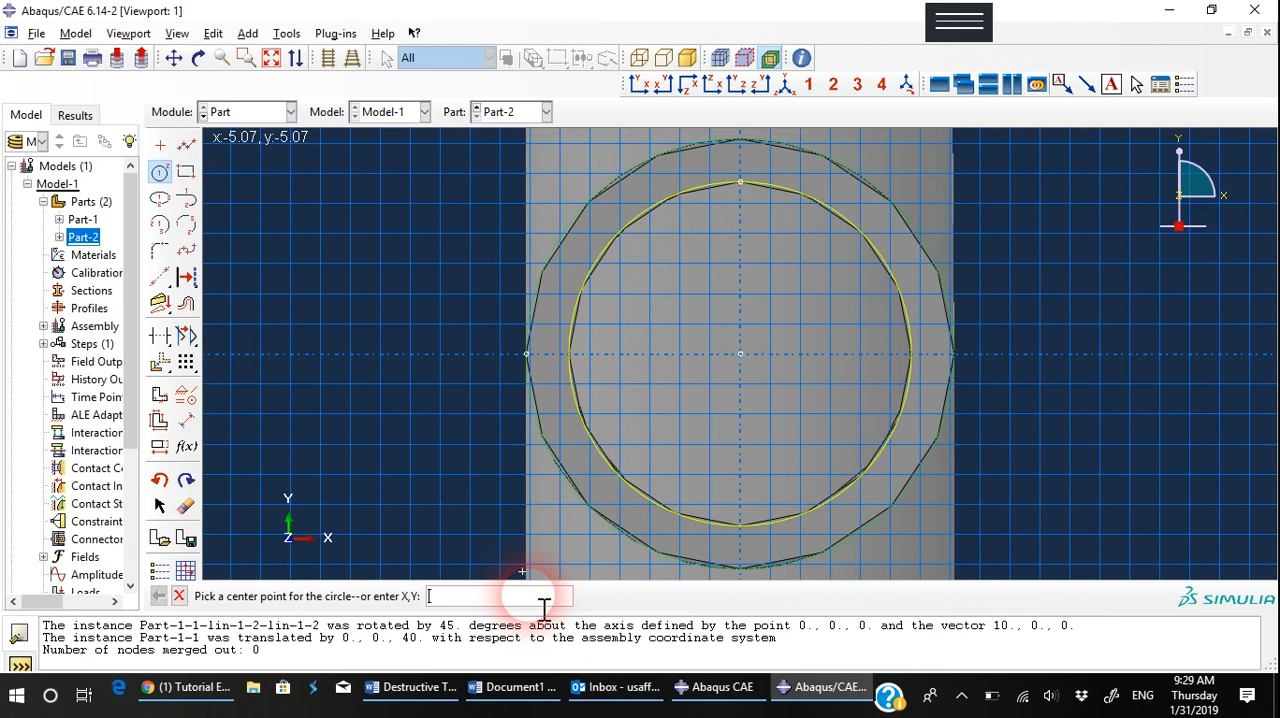 Abaqus/CAE 6.14-2 [Viewport: 1]
File Model Viewport View Edit Add Tools Plug-ins Help
All
1 2 3 4
Model Results
Module: Part Model: Model-1 Part: Part-2
x:-5.07, y:-5.07
Models (1)
Model-1
Parts (2)
Part-1
Part-2
Materials
Calibration
Sections
Profiles
Assembly
Steps (1)
Field Outp
History Ou
Time Point
ALE Adapt
Interaction
Interaction
Contact Co
Contact In
Contact St
Constraint
Connector
Fields
Amplitude
Loads
f(x)
Y
Z
X
Y
Z
X
Pick a center point for the circle--or enter X,Y:
SIMULIA
The instance Part-1-1-lin-1-2-lin-1-2 was rotated by 45. degrees about the axis defined by the point 0., 0., 0. and the vector 10., 0., 0.
The instance Part-1-1 was translated by 0., 0., 40. with respect to the assembly coordinate system
Number of nodes merged out: 0
>>>
(1) Tutorial E... Destructive T... Document1 ... Inbox - usaff... Abaqus CAE Abaqus/CAE... ENG
9:29 AM
Thursday
1/31/2019